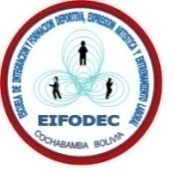 ESCUELA DE INTEGRACION Y FORMACION DEPORTIVA, EXPRESION ARTISTICA Y ENTRENAMIENTO LABORAL
EIFODEC
COCHABAMBA BOLIVIA